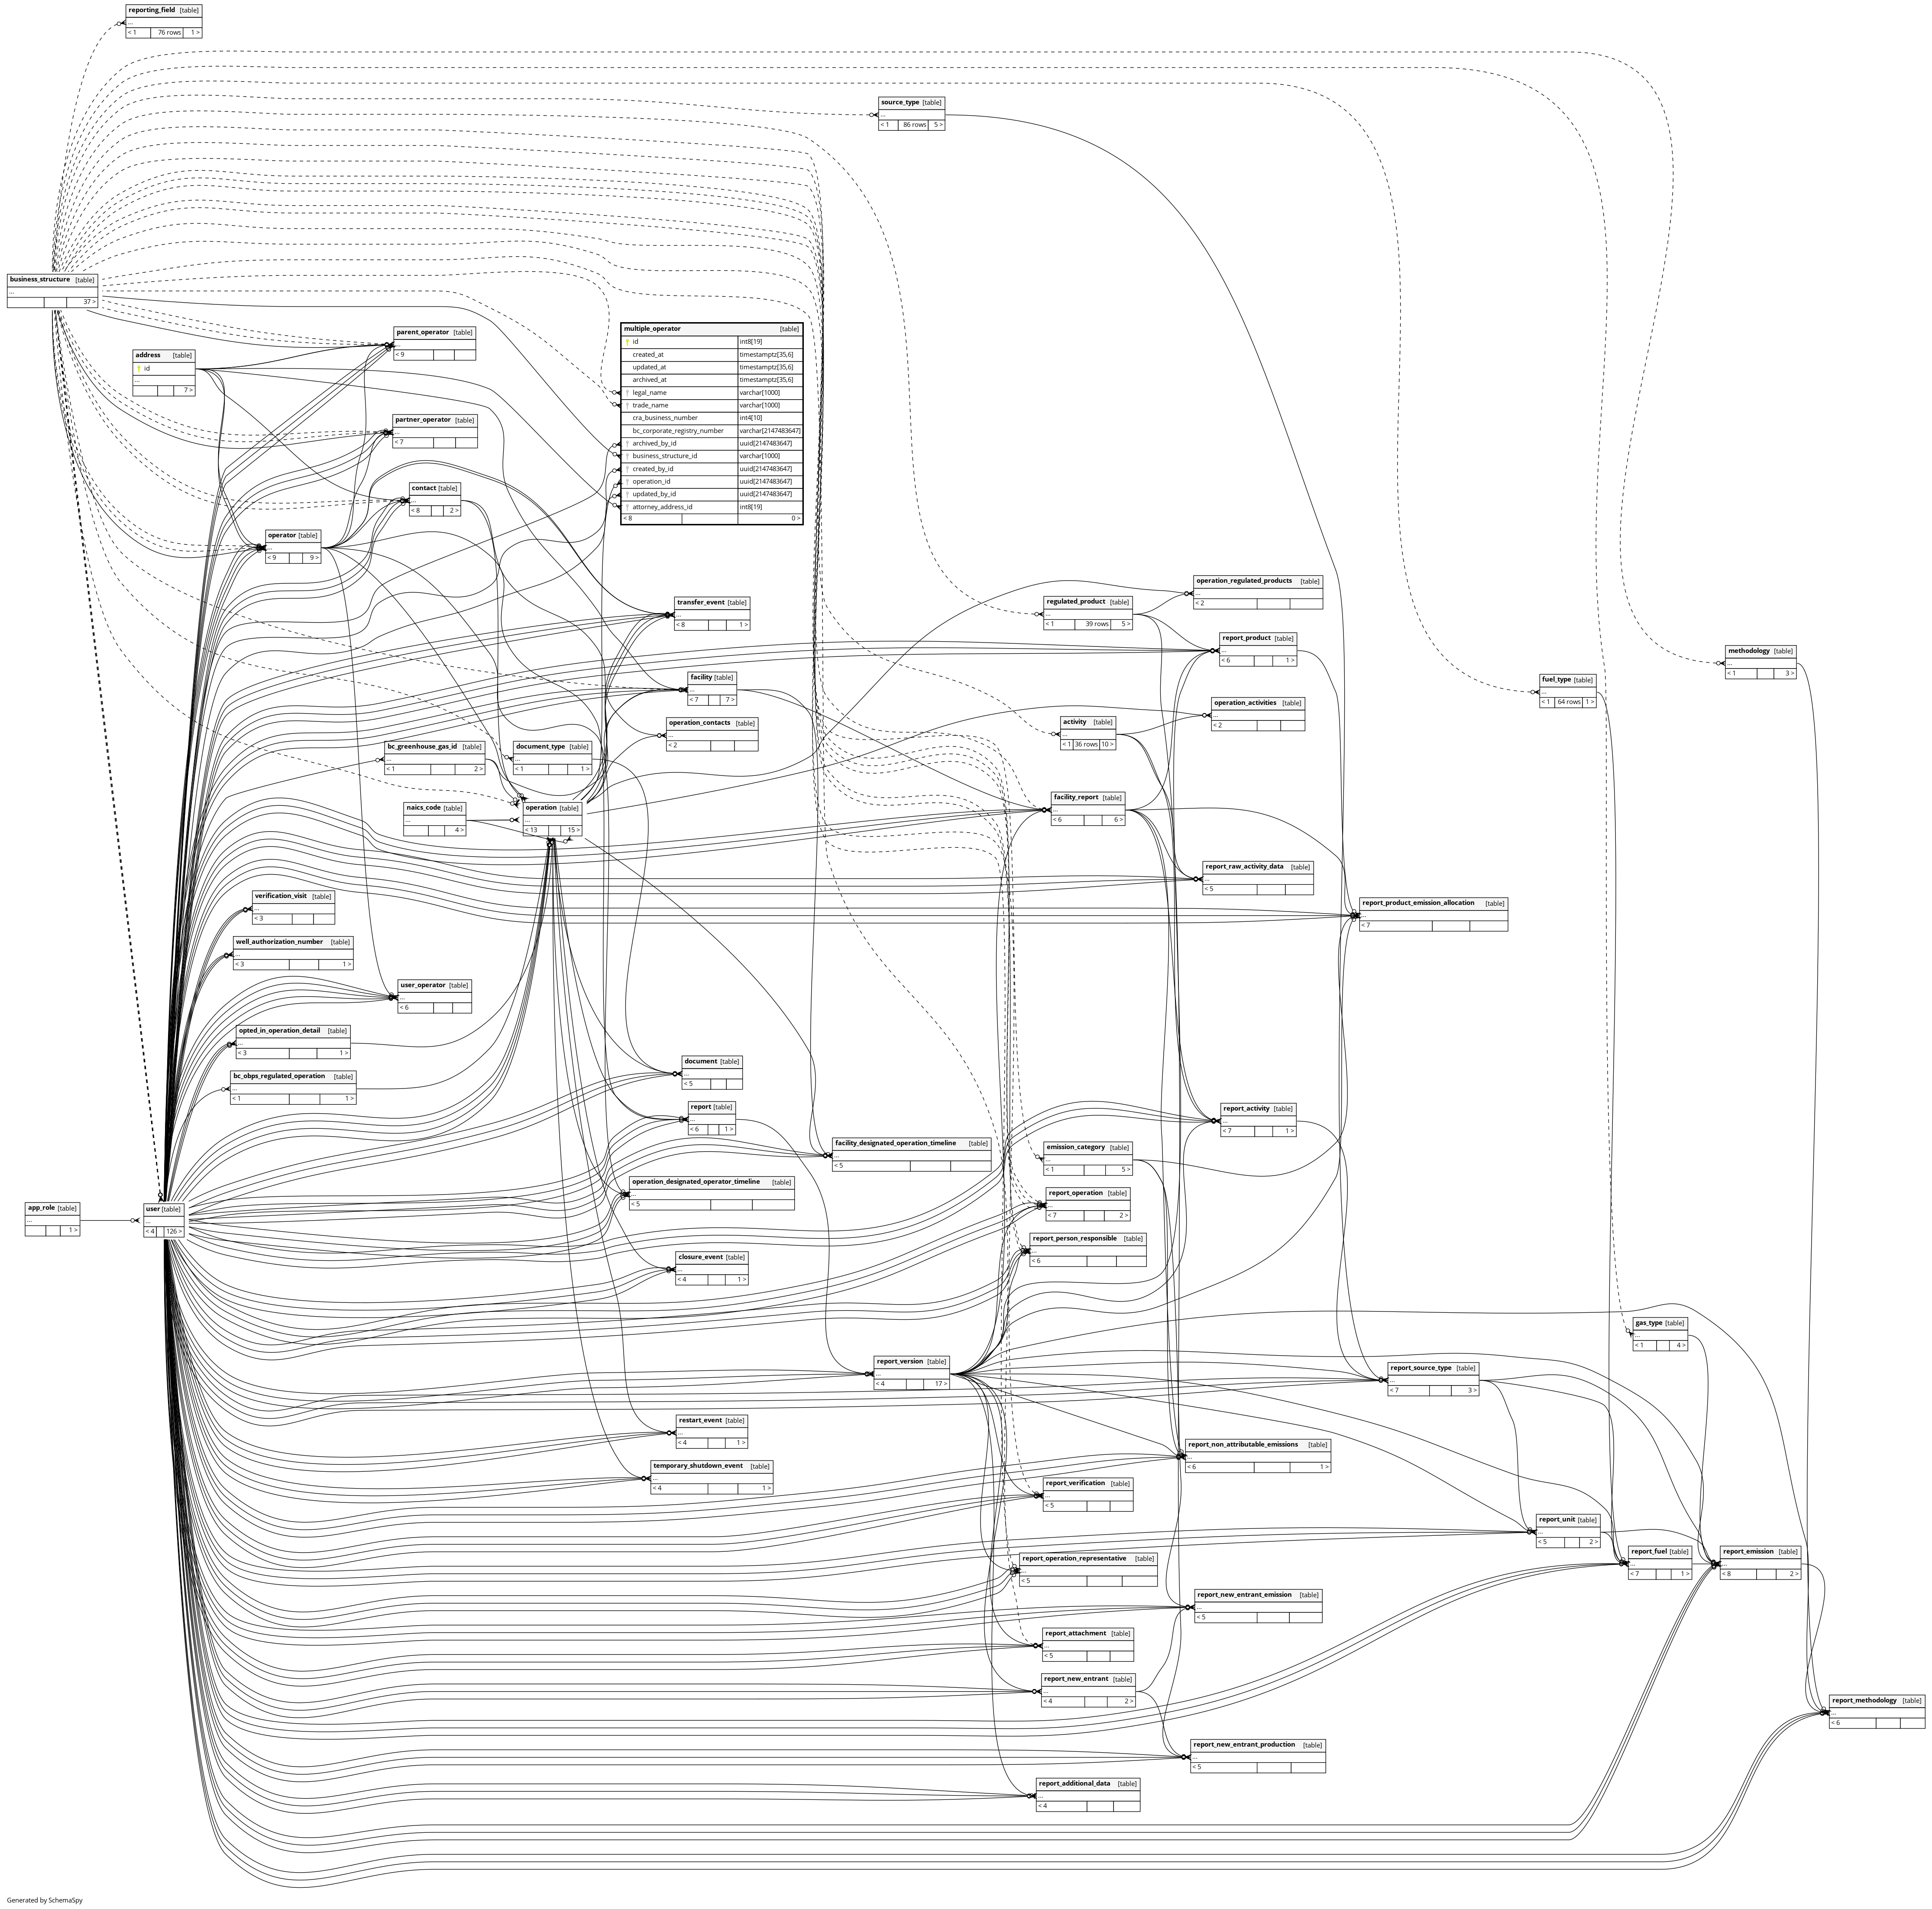 reporting_field [table]
...
< 1 76 rows 1 >
source_type [table]
...
< 1 86 rows 5 >
business_structure [table]
...
37 >
multiple_operator [table]
id int8[19]
created_at timestamptz[35,6]
updated_at timestamptz[35,6]
archived_at timestamptz[35,6]
legal_name varchar[1000]
trade_name varchar[1000]
cra_business_number int4[10]
bc_corporate_registry_number varchar[2147483647]
archived_by_id uuid[2147483647]
business_structure_id varchar[1000]
created_by_id uuid[2147483647]
operation_id uuid[2147483647]
updated_by_id uuid[2147483647]
attorney_address_id int8[19]
< 8 0 >
parent_operator [table]
...
< 9
address [table]
id
...
7 >
partner_operator [table]
...
< 7
contact [table]
...
< 8 2 >
operator [table]
...
< 9 9 >
transfer_event [table]
...
< 8 1 >
operation_regulated_products [table]
...
< 2
regulated_product [table]
...
< 1 39 rows 5 >
report_product [table]
...
< 6 1 >
methodology [table]
...
< 1 3 >
facility [table]
...
< 7 7 >
fuel_type [table]
...
< 1 64 rows 1 >
operation_activities [table]
...
< 2
operation_contacts [table]
...
< 2
activity [table]
...
< 1 36 rows 10 >
bc_greenhouse_gas_id [table]
...
< 1 2 >
document_type [table]
...
< 1 1 >
facility_report [table]
...
< 6 6 >
naics_code [table]
...
4 >
operation [table]
...
< 13 15 >
report_raw_activity_data [table]
...
< 5
verification_visit [table]
...
< 3
report_product_emission_allocation [table]
...
< 7
well_authorization_number [table]
...
< 3 1 >
user_operator [table]
...
< 6
opted_in_operation_detail [table]
...
< 3 1 >
document [table]
...
< 5
bc_obps_regulated_operation [table]
...
< 1 1 >
report [table]
...
< 6 1 >
report_activity [table]
...
< 7 1 >
facility_designated_operation_timeline [table]
...
< 5
emission_category [table]
...
< 1 5 >
operation_designated_operator_timeline [table]
...
< 5
report_operation [table]
...
< 7 2 >
app_role [table]
...
1 >
user [table]
...
< 4 126 >
report_person_responsible [table]
...
< 6
closure_event [table]
...
< 4 1 >
gas_type [table]
...
< 1 4 >
report_version [table]
...
< 4 17 >
report_source_type [table]
...
< 7 3 >
restart_event [table]
...
< 4 1 >
report_non_attributable_emissions [table]
...
< 6 1 >
temporary_shutdown_event [table]
...
< 4 1 >
report_verification [table]
...
< 5
report_unit [table]
...
< 5 2 >
report_fuel [table]
...
< 7 1 >
report_emission [table]
...
< 8 2 >
report_operation_representative [table]
...
< 5
report_new_entrant_emission [table]
...
< 5
report_attachment [table]
...
< 5
report_new_entrant [table]
...
< 4 2 >
report_methodology [table]
...
< 6
report_new_entrant_production [table]
...
< 5
report_additional_data [table]
...
< 4
Generated by SchemaSpy